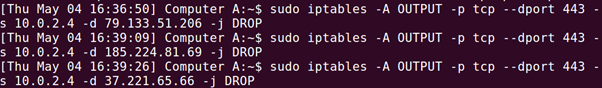 [Thu May 04 16:36:50] Computer A:~$ sudo iptables -A OUTPUT -p tcp --dport 443 -
s 10.0.2.4 -d 79.133.51.206 -j DROP
[Thu May 04 16:39:09] Computer A:~$ sudo iptables -A OUTPUT -p tcp --dport 443 -
s 10.0.2.4 -d 185.224.81.69 -j DROP
[Thu May 04 16:39:26] Computer A:~$ sudo iptables -A OUTPUT -p tcp --dport 443 -
s 10.0.2.4 -d 37.221.65.66 -j DROP